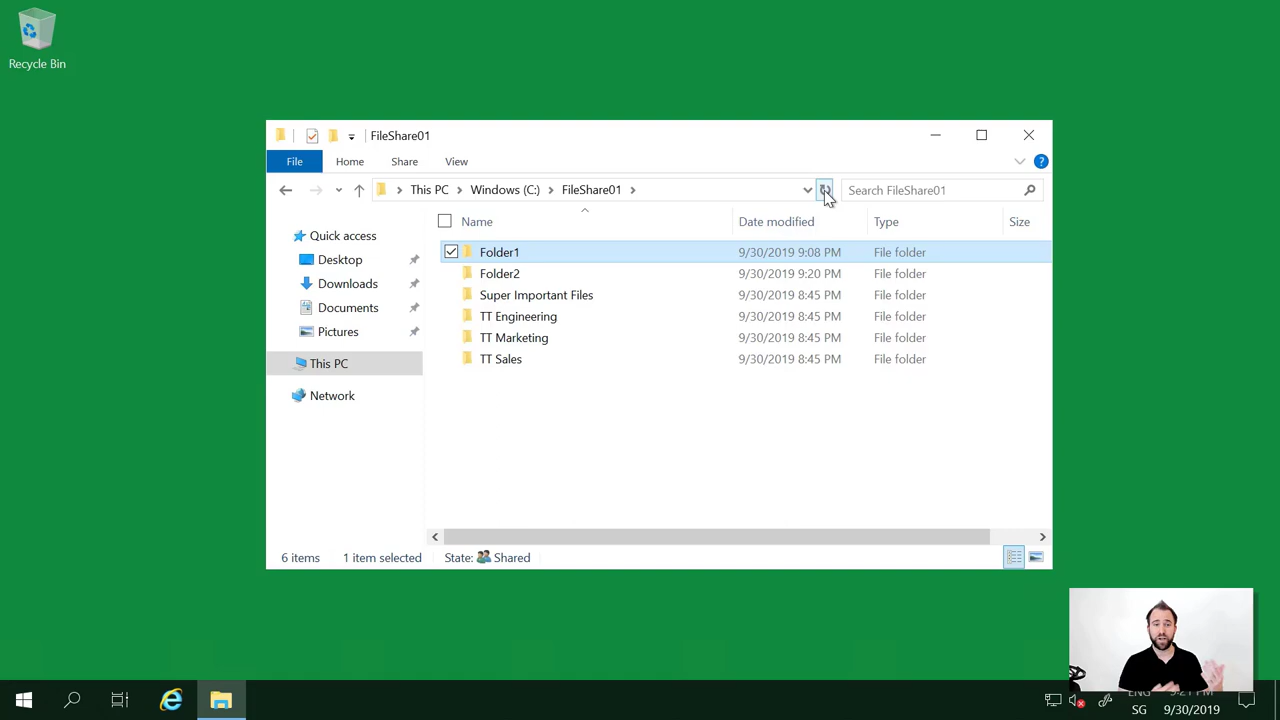 Recycle Bin
FileShare01
File Home Share View
This PC Windows (C:) FileShare01
Search FileShare01
Name Date modified Type Size
Quick access
Desktop
Downloads
Documents
Pictures
This PC
Network
Folder1 9/30/2019 9:08 PM File folder
Folder2 9/30/2019 9:20 PM File folder
Super Important Files 9/30/2019 8:45 PM File folder
TT Engineering 9/30/2019 8:45 PM File folder
TT Marketing 9/30/2019 8:45 PM File folder
TT Sales 9/30/2019 8:45 PM File folder
6 items 1 item selected State: Shared
ENG 9:21 PM
SG 9/30/2019